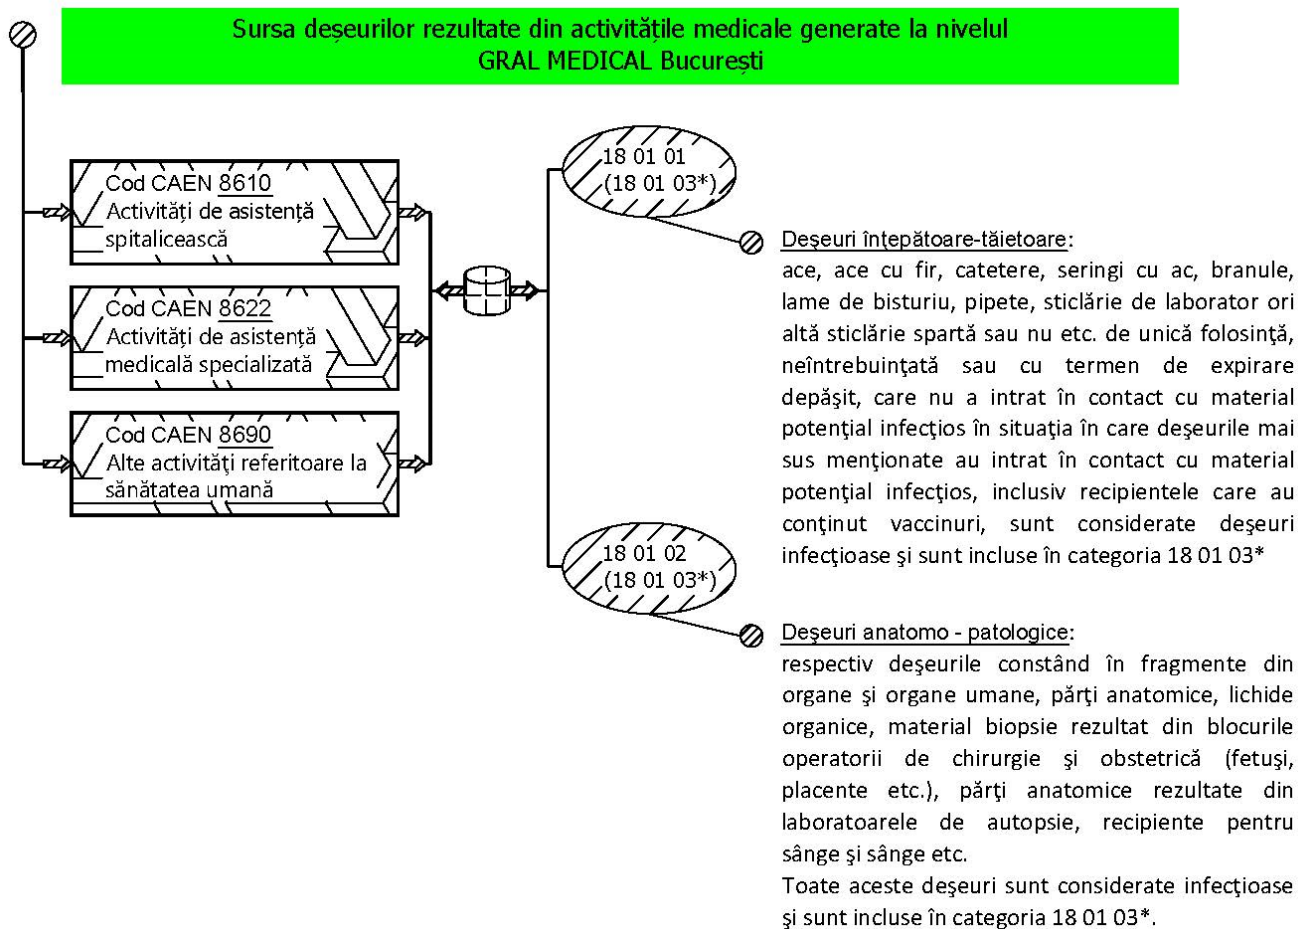 Sursa deșeurilor rezultate din activitățile medicale generate la nivelul
GRAL MEDICAL București
Cod CAEN 8610
Activități de asistență
spitalicească
Cod CAEN 8622
Activități de asistență
medicală specializată
Cod CAEN 8690
Alte activităţi referitoare la
sănătatea umană
18 01 01
(18 01 03*)
Deşeuri înţepătoare-tăietoare:
ace, ace cu fir, catetere, seringi cu ac, branule,
lame de bisturiu, pipete, sticlărie de laborator ori
altă sticlărie spartă sau nu etc. de unică folosinţă,
neîntrebuinţată sau cu termen de expirare
depăşit, care nu a intrat în contact cu material
potenţial infecţios în situaţia în care deşeurile mai
sus menţionate au intrat în contact cu material
potenţial infecţios, inclusiv recipientele care au
conţinut vaccinuri, sunt considerate deşeuri
infecţioase şi sunt incluse în categoria 18 01 03*
18 01 02
(18 01 03*)
Deşeuri anatomo - patologice:
respectiv deşeurile constând în fragmente din
organe şi organe umane, părţi anatomice, lichide
organice, material biopsie rezultat din blocurile
operatorii de chirurgie şi obstetrică (fetuşi,
placente etc.), părţi anatomice rezultate din
laboratoarele de autopsie, recipiente pentru
sânge şi sânge etc.
Toate aceste deşeuri sunt considerate infecţioase
şi sunt incluse în categoria 18 01 03*.